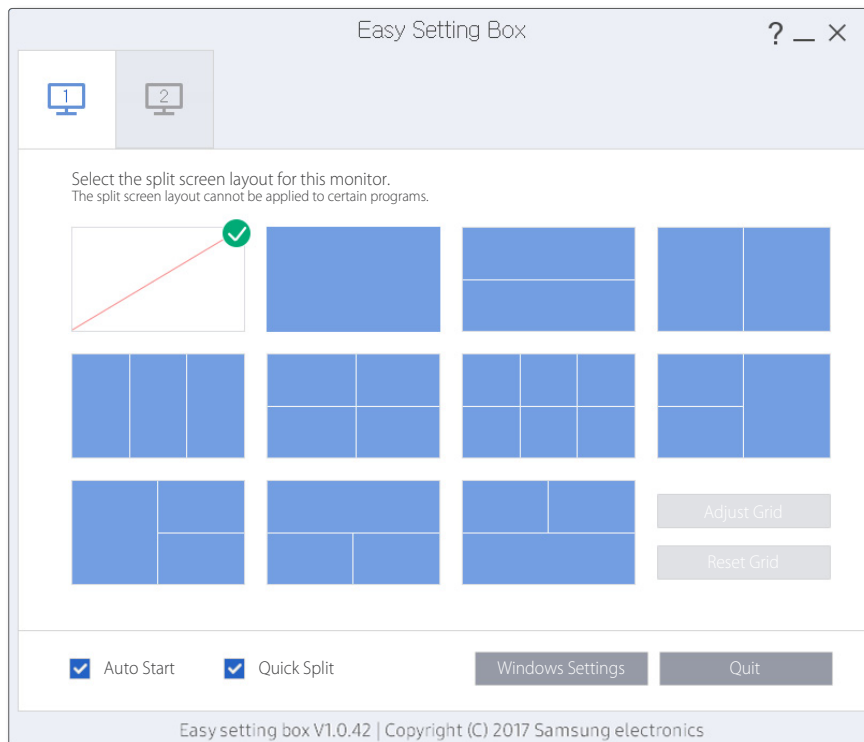 Easy Setting Box
?
1
2
Select the split screen layout for this monitor.
The split screen layout cannot be applied to certain programs.
Adjust Grid
Reset Grid
Auto Start
Quick Split
Windows Settings
Quit
Easy setting box V1.0.42 | Copyright (C) 2017 Samsung electronics